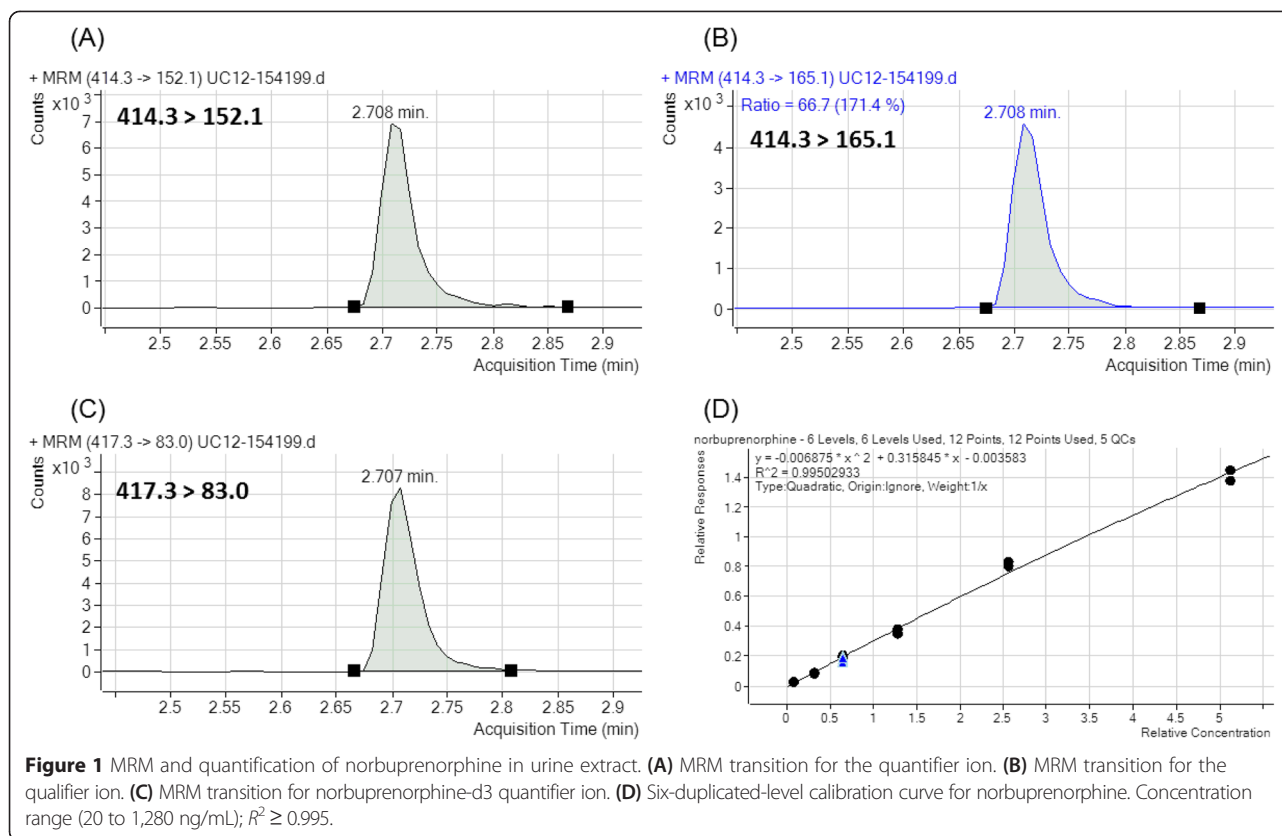 (A)
+ MRM (414.3 -> 152.1) UC12-154199.d
x10 3
Counts
414.3 > 152.1
2.708 min.
7
6
5
4
3
2
1
0
2.5 2.55 2.6 2.65 2.7 2.75 2.8 2.85 2.9
Acquisition Time (min)
(B)
+ MRM (414.3 -> 165.1) UC12-154199.d
x10 3
Counts
Ratio = 66.7 (171.4 %)
2.708 min.
414.3 > 165.1
4
3
2
1
0
2.5 2.55 2.6 2.65 2.7 2.75 2.8 2.85 2.9
Acquisition Time (min)
(C)
+ MRM (417.3 -> 83.0) UC12-154199.d
x10 3
Counts
417.3 > 83.0
2.707 min.
8
7
6
5
4
3
2
1
0
2.5 2.55 2.6 2.65 2.7 2.75 2.8 2.85 2.9
Acquisition Time (min)
(D)
norbuprenorphine - 6 Levels, 6 Levels Used, 12 Points, 12 Points Used, 5 QCs
y = -0.006875 * x ^ 2 + 0.315845 * x - 0.003583
R^2 = 0.99502933
Type:Quadratic, Origin:Ignore, Weight:1/x
Relative Responses
1.4
1.2
1
0.8
0.6
0.4
0.2
0
0 0.5 1 1.5 2 2.5 3 3.5 4 4.5 5
Relative Concentration
Figure 1 MRM and quantification of norbuprenorphine in urine extract. (A) MRM transition for the quantifier ion. (B) MRM transition for the
qualifier ion. (C) MRM transition for norbuprenorphine-d3 quantifier ion. (D) Six-duplicated-level calibration curve for norbuprenorphine. Concentration
range (20 to 1,280 ng/mL); R² ≥ 0.995.